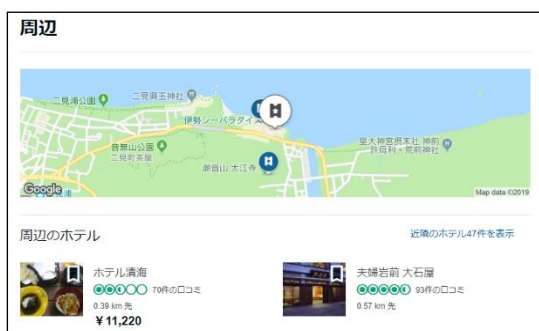 周辺
二見浦公園
二見興玉神社
伊勢シーパラダイス
音無山公園
二見町茶屋
潮音山 太江寺
皇大神宮摂末社 神前
許母利・荒前神社
Google
Map data ©2019
周辺のホテル
近隣のホテル47件を表示
ホテル清海
70件の口コミ
0.39 km 先
¥ 11,220
夫婦岩前 大石屋
93件の口コミ
0.57 km 先